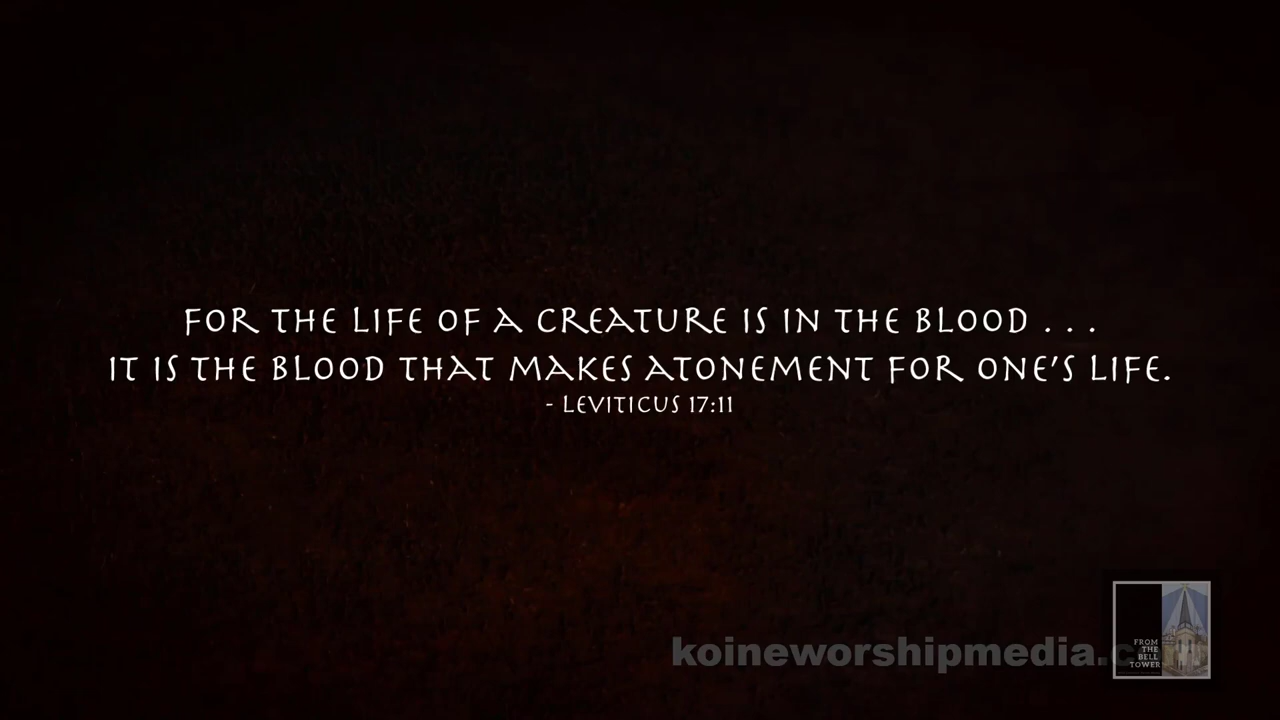 FOR THE LIFE OF A CREATURE IS IN THE BLOOD . . .
IT IS THE BLOOD THAT MAKES ATONEMENT FOR ONE'S LIFE.
- LEVITICUS 17:11
koineworshipmedia.c
FROM
THE
BELL
TOWER